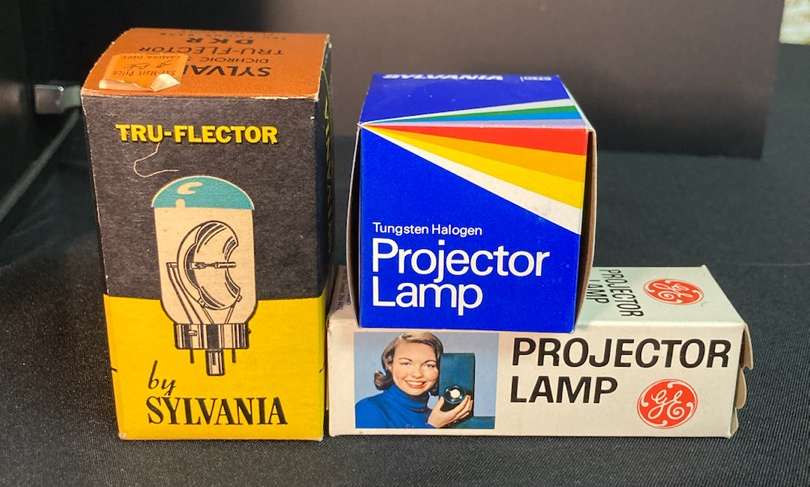 SYLVA
TRU-FLECTOR
DICHROIC
DKR
TRU-FLECTOR
by
SYLVANIA
SYLVANIA
Tungsten Halogen
Projector
Lamp
PROJECTOR
LAMP
GE
PROJECTOR
LAMP
GE